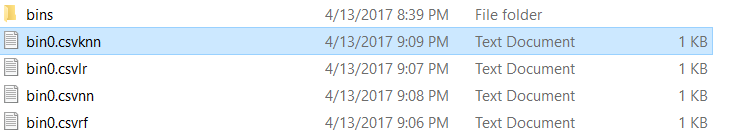 bins 4/13/2017 8:39 PM File folder
bin0.csvknn 4/13/2017 9:09 PM Text Document 1 KB
bin0.csvlr 4/13/2017 9:07 PM Text Document 1 KB
bin0.csvnn 4/13/2017 9:08 PM Text Document 1 KB
bin0.csvrf 4/13/2017 9:06 PM Text Document 1 KB